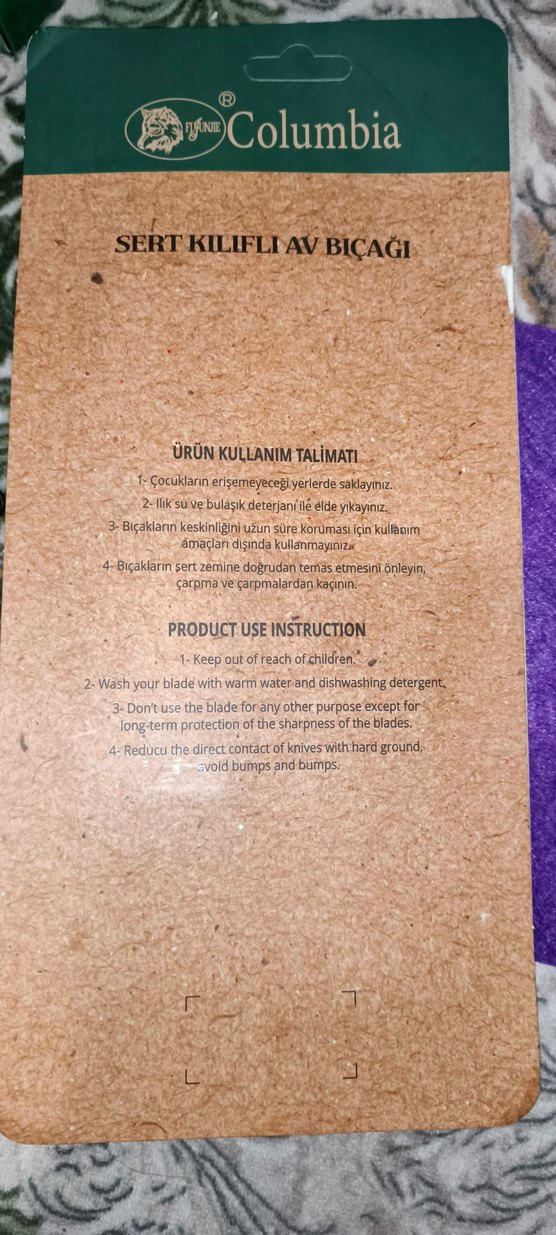 ®
FUJUNJIE Columbia
SERT KILIFLI AV BIÇAĞI
ÜRÜN KULLANIM TALİMATI
1- Çocukların erişemeyeceği yerlerde saklayınız.
2- Ilık su ve bulaşık deterjanı ile elde yıkayınız.
3- Bıçakların keskinliğini uzun süre koruması için kullanım
amaçları dışında kullanmayınız.
4- Bıçakların sert zemine doğrudan temas etmesini önleyin,
çarpma ve çarpmalardan kaçının.
PRODUCT USE INSTRUCTION
1- Keep out of reach of children.
2- Wash your blade with warm water and dishwashing detergent.
3- Don't use the blade for any other purpose except for
long-term protection of the sharpness of the blades.
4- Reducu the direct contact of knives with hard ground,
avoid bumps and bumps.